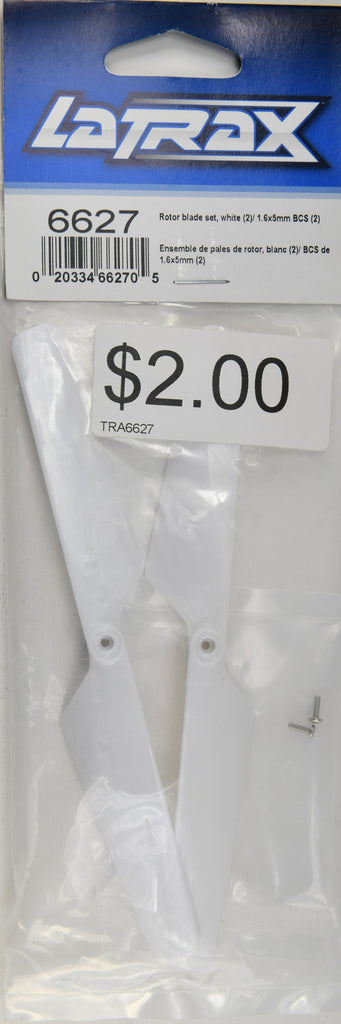 LaTRAX
6627
Rotor blade set, white (2)/ 1.6x5mm BCS (2)
Ensemble de pales de rotor, blanc (2)/ BCS de
1.6x5mm (2)
0 20334 66270 5
$2.00
TRA6627